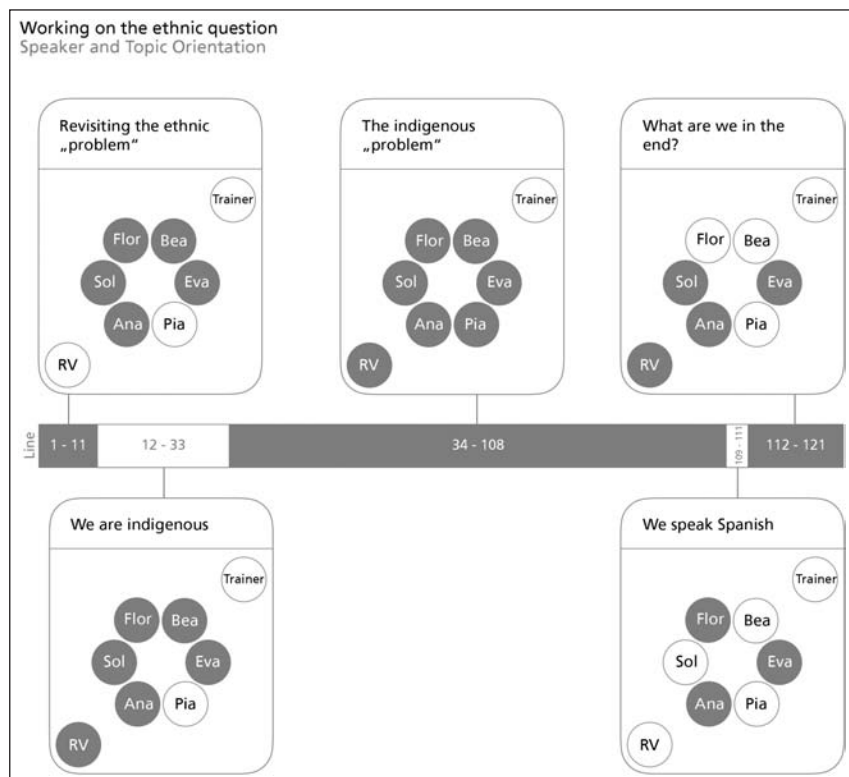 Working on the ethnic question
Speaker and Topic Orientation
Revisiting the ethnic
„problem“
Trainer
Flor
Bea
Sol
Eva
Ana
Pia
RV
The indigenous
„problem“
Trainer
Flor
Bea
Sol
Eva
Ana
Pia
RV
What are we in the
end?
Trainer
Flor
Bea
Sol
Eva
Ana
Pia
RV
Line
1 - 11
12 - 33
34 - 108
109 - 111
112 - 121
We are indigenous
Trainer
Flor
Bea
Sol
Eva
Ana
Pia
RV
We speak Spanish
Trainer
Flor
Bea
Sol
Eva
Ana
Pia
RV